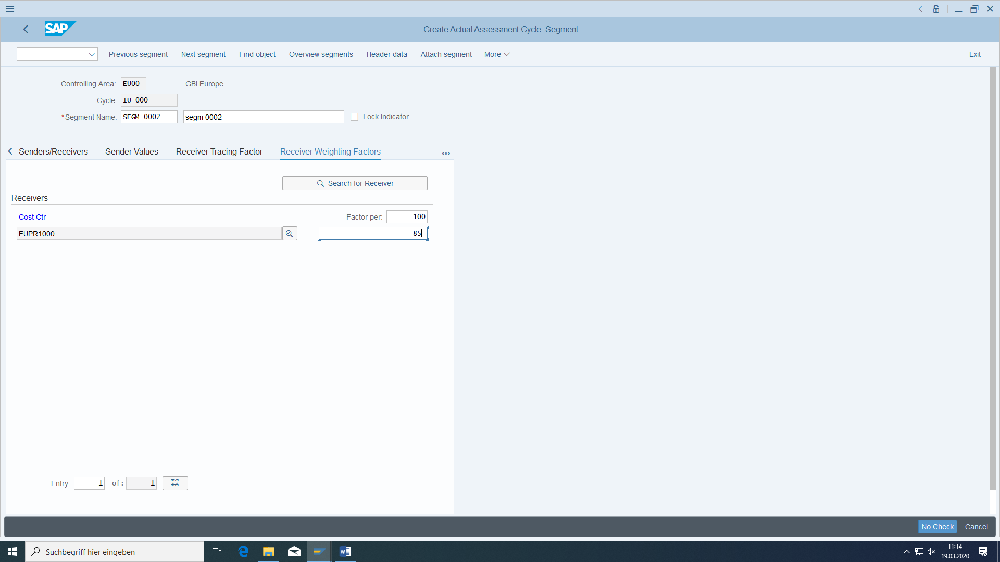 SAP
Create Actual Assessment Cycle: Segment
Previous segment Next segment Find object Overview segments Header data Attach segment More Exit
Controlling Area: EU00 GBI Europe
Cycle: IU-000
*Segment Name: SEGM-0002 segm 0002 Lock Indicator
Senders/Receivers Sender Values Receiver Tracing Factor Receiver Weighting Factors
Search for Receiver
Receivers
Cost Ctr Factor per: 100
EUPR1000 85
Entry: 1 of: 1
No Check Cancel
Suchbegriff hier eingeben
11:14
19.03.2020